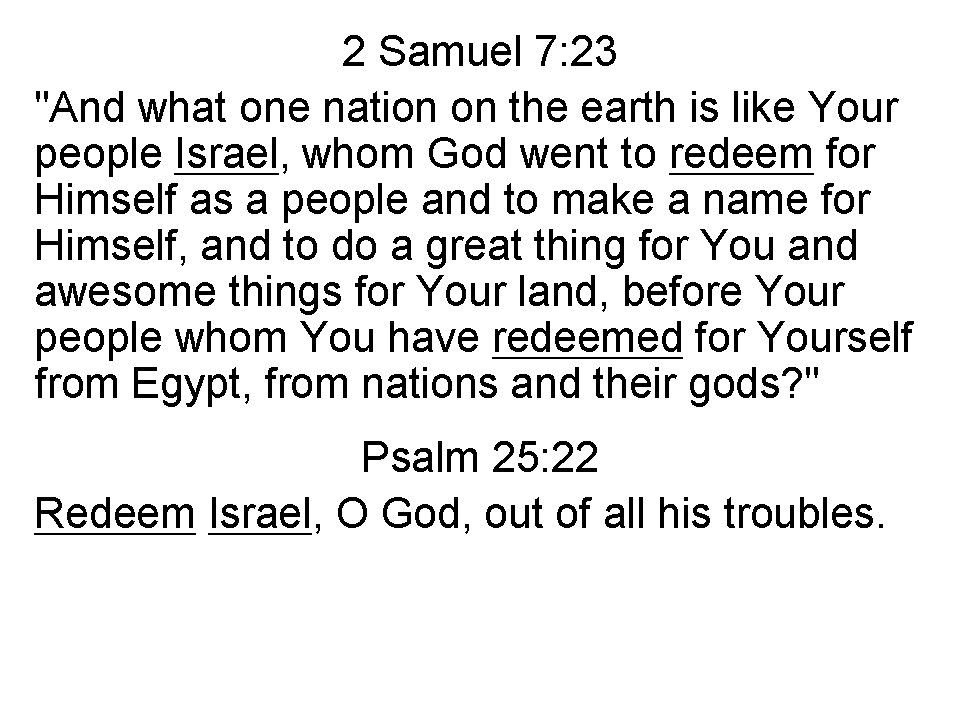 2 Samuel 7:23
"And what one nation on the earth is like Your
people Israel, whom God went to redeem for
Himself as a people and to make a name for
Himself, and to do a great thing for You and
awesome things for Your land, before Your
people whom You have redeemed for Yourself
from Egypt, from nations and their gods?"
Psalm 25:22
Redeem Israel, O God, out of all his troubles.